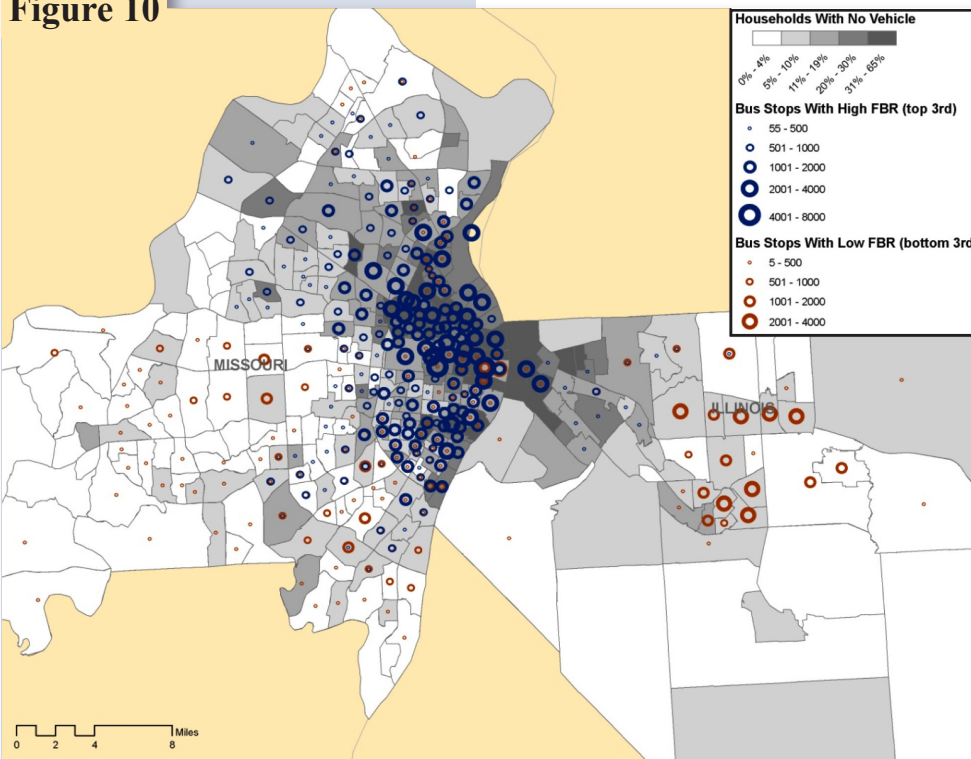 Figure 10
Households With No Vehicle
0% - 4%
5% - 10%
11% - 19%
20% - 30%
31% - 65%
Bus Stops With High FBR (top 3rd)
55 - 500
501 - 1000
1001 - 2000
2001 - 4000
4001 - 8000
Bus Stops With Low FBR (bottom 3rd
5 - 500
501 - 1000
1001 - 2000
2001 - 4000
MISSOURI
ILLINOIS
Miles
0 2 4 8